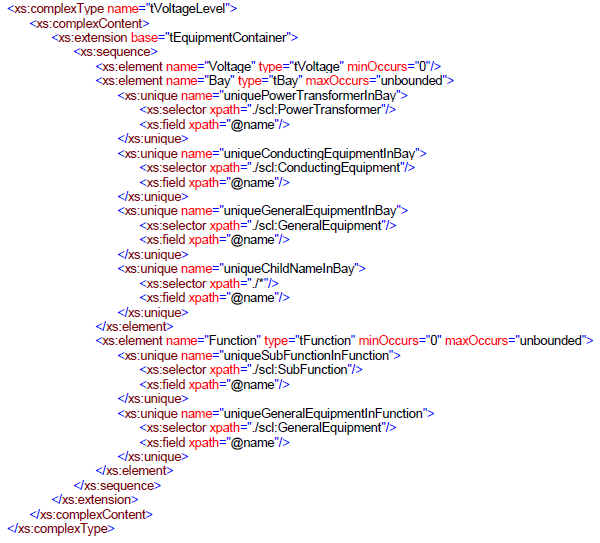 <xs:complexType name="tVoltageLevel">
<xs:complexContent>
<xs:extension base="tEquipmentContainer">
<xs:sequence>
<xs:element name="Voltage" type="tVoltage" minOccurs="0"/>
<xs:element name="Bay" type="tBay" maxOccurs="unbounded">
<xs:unique name="uniquePowerTransformerInBay">
<xs:selector xpath="./scl:PowerTransformer"/>
<xs:field xpath="@name"/>
</xs:unique>
<xs:unique name="uniqueConductingEquipmentInBay">
<xs:selector xpath="./scl:ConductingEquipment"/>
<xs:field xpath="@name"/>
</xs:unique>
<xs:unique name="uniqueGeneralEquipmentInBay">
<xs:selector xpath="./scl:GeneralEquipment"/>
<xs:field xpath="@name"/>
</xs:unique>
<xs:unique name="uniqueChildNameInBay">
<xs:selector xpath="./*"/>
<xs:field xpath="@name"/>
</xs:unique>
</xs:element>
<xs:element name="Function" type="tFunction" minOccurs="0" maxOccurs="unbounded">
<xs:unique name="uniqueSubFunctionInFunction">
<xs:selector xpath="./scl:SubFunction"/>
<xs:field xpath="@name"/>
</xs:unique>
<xs:unique name="uniqueGeneralEquipmentInFunction">
<xs:selector xpath="./scl:GeneralEquipment"/>
<xs:field xpath="@name"/>
</xs:unique>
</xs:element>
</xs:sequence>
</xs:extension>
</xs:complexContent>
</xs:complexType>